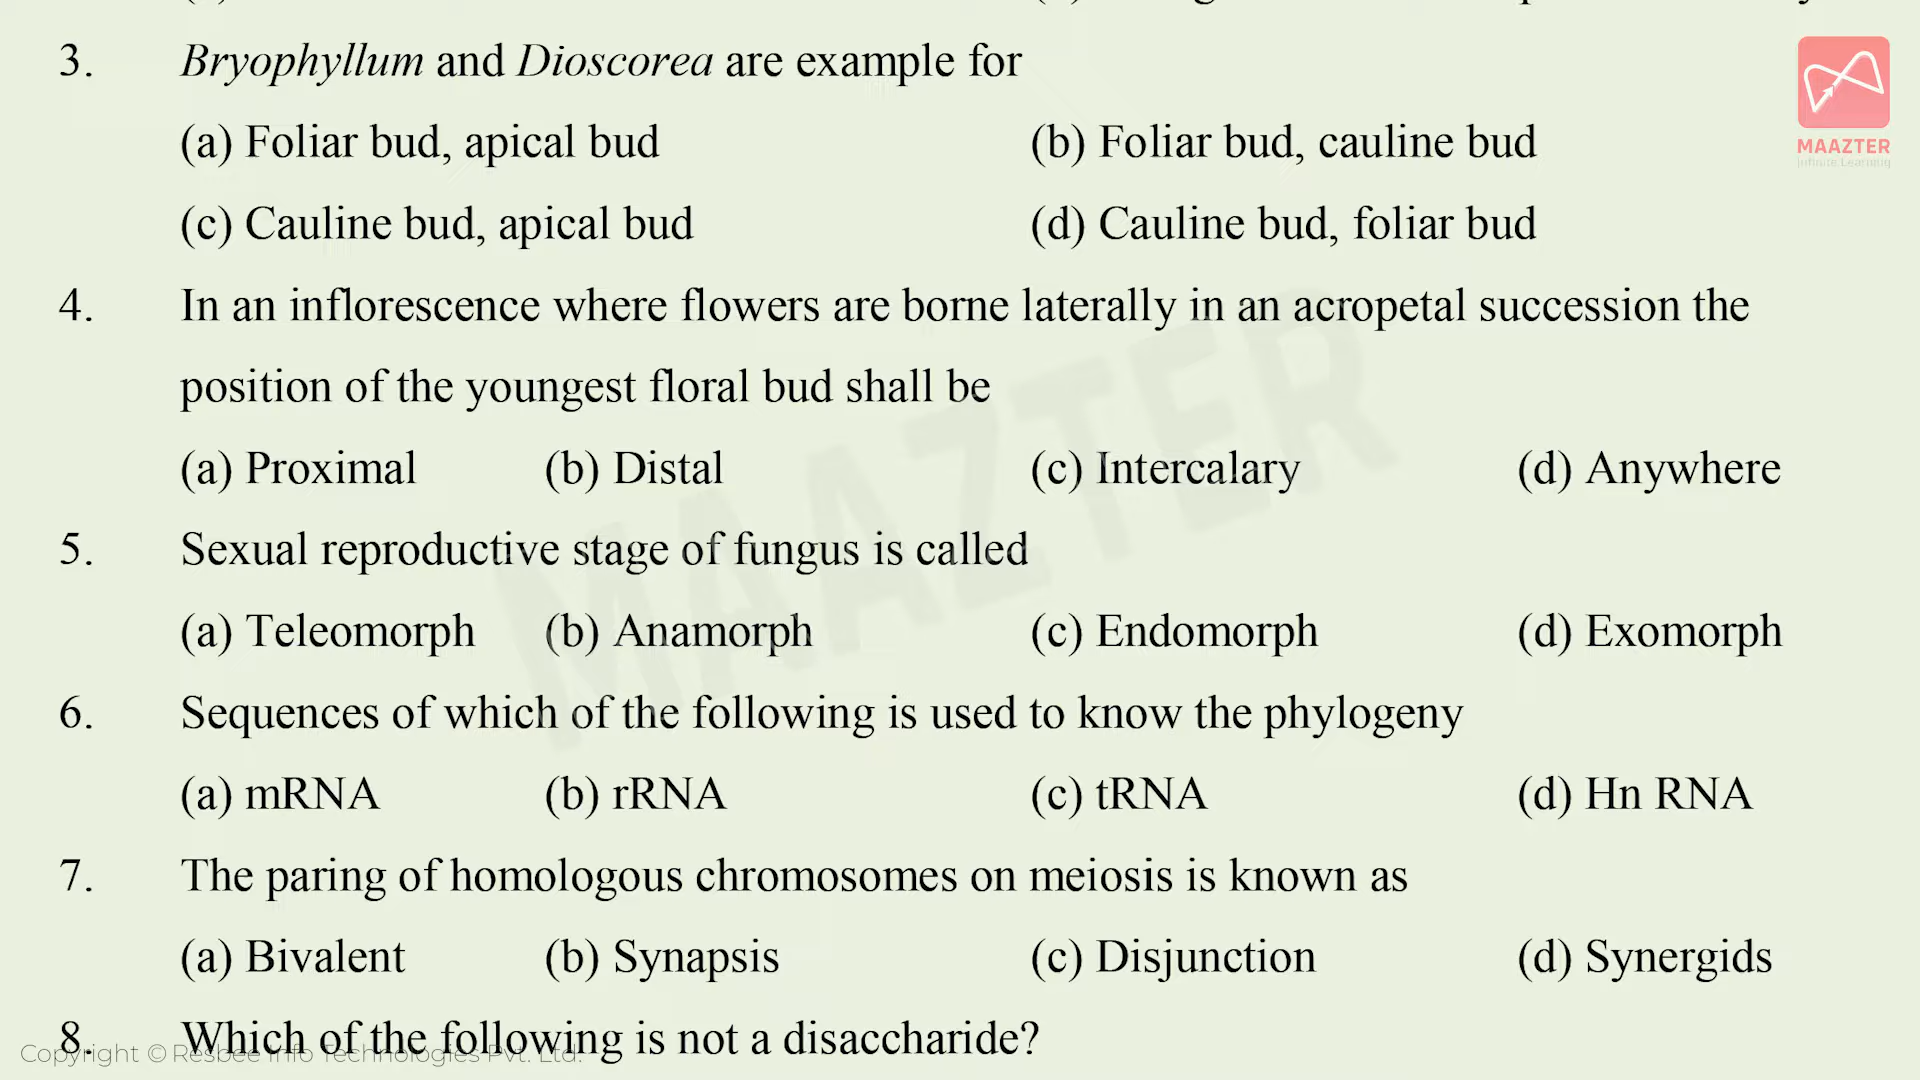 3. Bryophyllum and Dioscorea are example for
(a) Foliar bud, apical bud (b) Foliar bud, cauline bud
(c) Cauline bud, apical bud (d) Cauline bud, foliar bud
4. In an inflorescence where flowers are borne laterally in an acropetal succession the
position of the youngest floral bud shall be
(a) Proximal (b) Distal (c) Intercalary (d) Anywhere
5. Sexual reproductive stage of fungus is called
(a) Teleomorph (b) Anamorph (c) Endomorph (d) Exomorph
6. Sequences of which of the following is used to know the phylogeny
(a) mRNA (b) rRNA (c) tRNA (d) Hn RNA
7. The paring of homologous chromosomes on meiosis is known as
(a) Bivalent (b) Synapsis (c) Disjunction (d) Synergids
8. Which of the following is not a disaccharide?
MAAZTER
Infinite Learning
MAAZTER
Copyright © Resbee Info Technologies Pvt. Ltd.